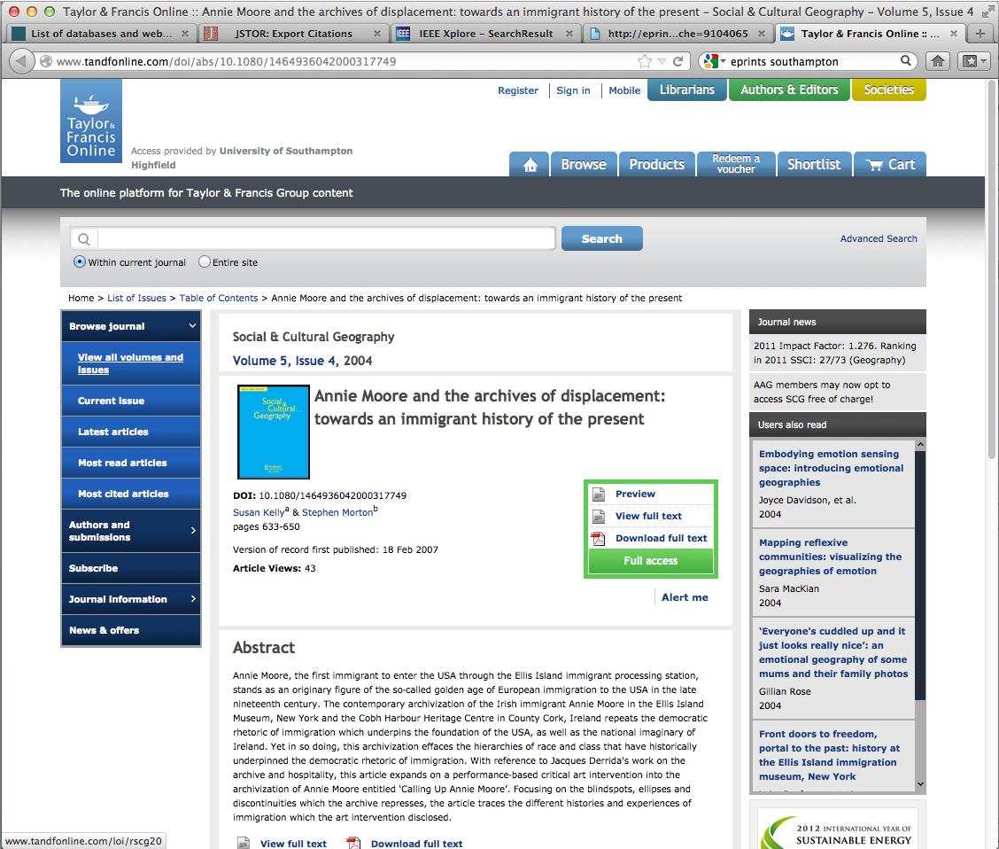 Taylor & Francis Online :: Annie Moore and the archives of displacement: towards an immigrant history of the present – Social & Cultural Geography – Volume 5, Issue 4
List of databases and web...
JSTOR: Export Citations
IEEE
IEEE Xplore – SearchResult
http://eprin...che=9104065
Taylor & Francis Online :: ...
www.tandfonline.com/doi/abs/10.1080/1464936042000317749
eprints southampton
Register
Sign in
Mobile
Librarians
Authors & Editors
Societies
Taylor &
Francis
Online
Access provided by University of Southampton
Highfield
Browse
Products
Redeem a
voucher
Shortlist
Cart
The online platform for Taylor & Francis Group content
Search
Within current journal
Entire site
Advanced Search
Home > List of Issues > Table of Contents > Annie Moore and the archives of displacement: towards an immigrant history of the present
Browse journal
View all volumes and
issues
Current issue
Latest articles
Most read articles
Most cited articles
Authors and
submissions
Subscribe
Journal information
News & offers
Social & Cultural Geography
Volume 5, Issue 4, 2004
Social &
Cultural
Geography
Annie Moore and the archives of displacement:
towards an immigrant history of the present
DOI: 10.1080/1464936042000317749
Susan Kellyᵃ & Stephen Mortonᵇ
pages 633-650
Version of record first published: 18 Feb 2007
Article Views: 43
Preview
View full text
Download full text
Full access
Alert me
Abstract
Annie Moore, the first immigrant to enter the USA through the Ellis Island immigrant processing station,
stands as an originary figure of the so-called golden age of European immigration to the USA in the late
nineteenth century. The contemporary archivization of the Irish immigrant Annie Moore in the Ellis Island
Museum, New York and the Cobh Harbour Heritage Centre in County Cork, Ireland repeats the democratic
rhetoric of immigration which underpins the foundation of the USA, as well as the national imaginary of
Ireland. Yet in so doing, this archivization effaces the hierarchies of race and class that have historically
underpinned the democratic rhetoric of immigration. With reference to Jacques Derrida's work on the
archive and hospitality, this article expands on a performance-based critical art intervention into the
archivization of Annie Moore entitled ‘Calling Up Annie Moore’. Focusing on the blindspots, ellipses and
discontinuities which the archive represses, the article traces the different histories and experiences of
immigration which the art intervention disclosed.
View full text
Download full text
Journal news
2011 Impact Factor: 1.276. Ranking
in 2011 SSCI: 27/73 (Geography)
AAG members may now opt to
access SCG free of charge!
Users also read
Embodying emotion sensing
space: introducing emotional
geographies
Joyce Davidson, et al.
2004
Mapping reflexive
communities: visualizing the
geographies of emotion
Sara MacKian
2004
‘Everyone's cuddled up and it
just looks really nice’: an
emotional geography of some
mums and their family photos
Gillian Rose
2004
Front doors to freedom,
portal to the past: history at
the Ellis Island immigration
museum, New York
2012 INTERNATIONAL YEAR OF
SUSTAINABLE ENERGY
www.tandfonline.com/loi/rscg20